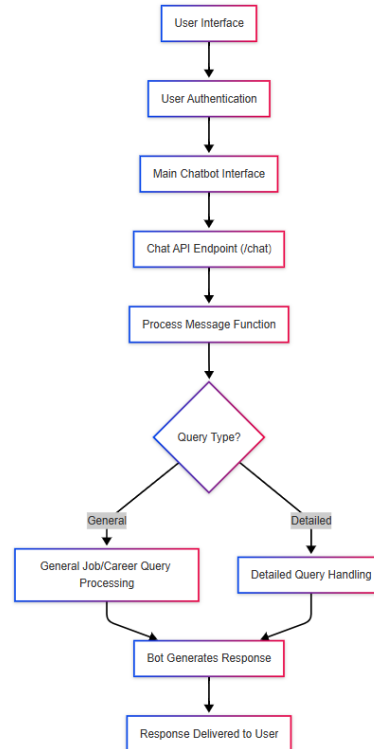 User Interface
User Authentication
Main Chatbot Interface
Chat API Endpoint (/chat)
Process Message Function
Query Type?
General
Detailed
General Job/Career Query
Processing
Detailed Query Handling
Bot Generates Response
Response Delivered to User